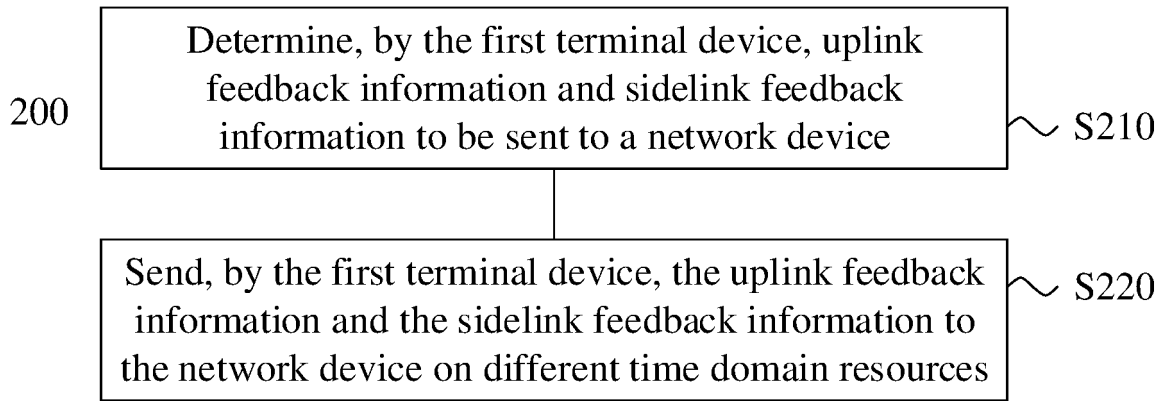 Determine, by the first terminal device, uplink
feedback information and sidelink feedback
information to be sent to a network device
200
S210
Send, by the first terminal device, the uplink feedback
information and the sidelink feedback information to
the network device on different time domain resources
S220